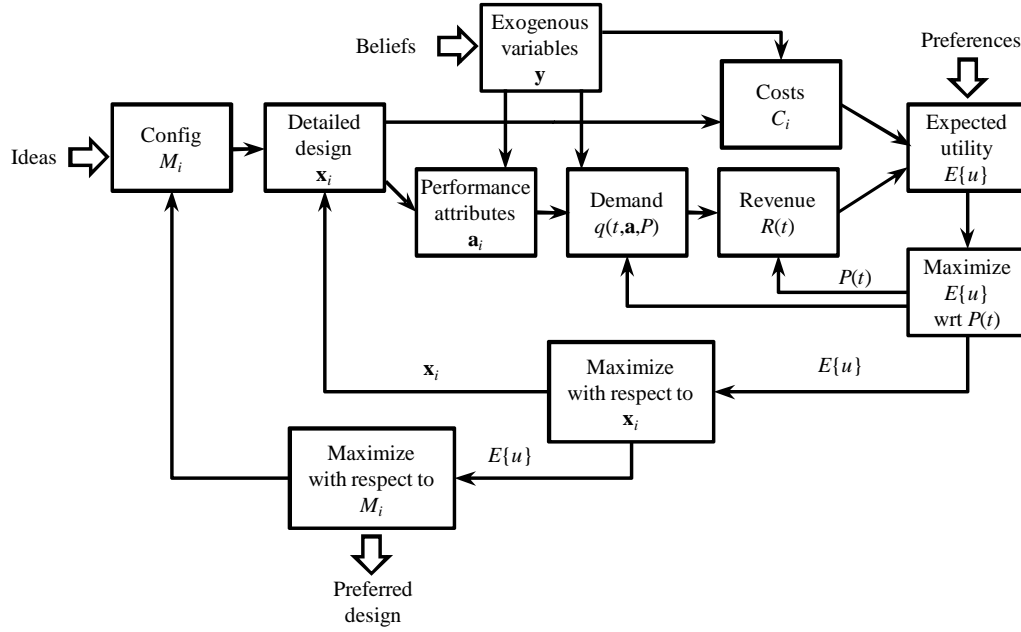 Exogenous
variables
y
Beliefs
Preferences
Costs
C_i
Config
M_i
Detailed
design
x_i
Expected
utility
E{u}
Ideas
Performance
attributes
a_i
Demand
q(t,a,P)
Revenue
R(t)
P(t)
Maximize
E{u}
wrt P(t)
x_i
Maximize
with respect to
x_i
E{u}
Maximize
with respect to
M_i
E{u}
Preferred
design